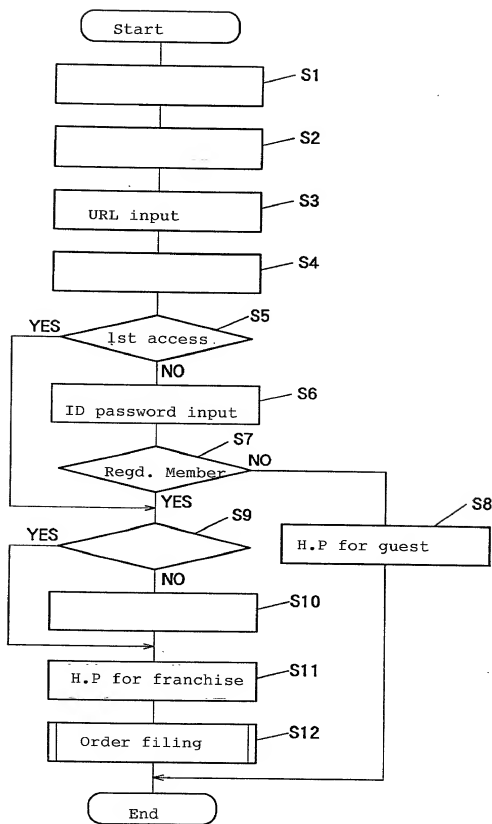 Start
S1
S2
S3
URL input
S4
S5
YES
1st access.
NO
S6
ID password input
S7
NO
Regd. Member
YES
S8
S9
YES
H.P for guest
NO
S10
S11
H.P for franchise
S12
Order filing
End